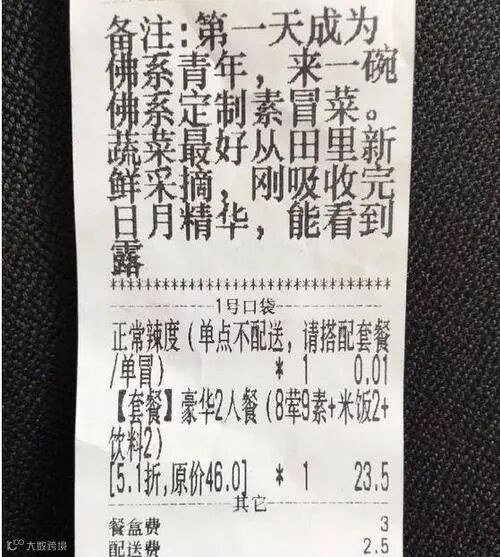 备注:第一天成为
佛系青年，来一碗
佛系定制素冒菜。
蔬菜最好从田里新
鲜采摘，刚吸收完
日月精华，能看到
露
********************************
1号口袋
正常辣度(单点不配送,请搭配套餐
/单冒) * 1 0.01
【套餐】豪华2人餐(8荤9素+米饭2+
饮料2)
[5.1折,原价46.0] * 1 23.5
其它
餐盒费 3
配送费 2.5
大数跨境